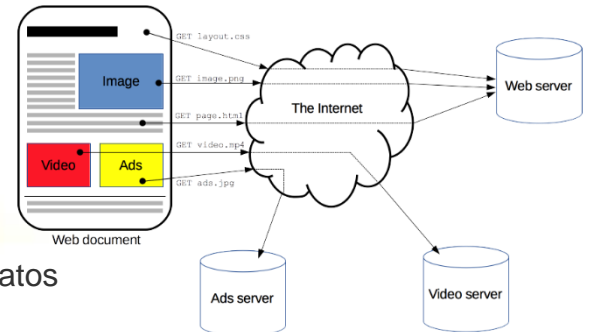 GET layout.css
Image
GET image.png
Web server
The Internet
GET page.html
GET video.mp4
Video
Ads
GET ads.jpg
Web document
atos
Ads server
Video server